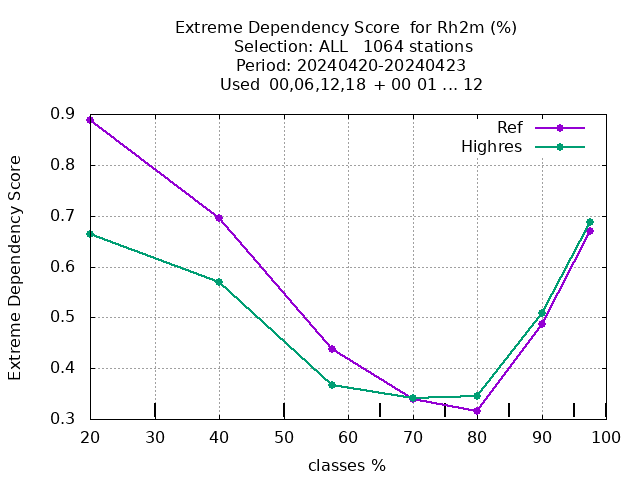 Extreme Dependency Score  for Rh2m (%)
Selection: ALL   1064 stations
Period: 20240420-20240423
Used  00,06,12,18  + 00 01 ... 12
Ref
Highres
Extreme Dependency Score
0.9
0.8
0.7
0.6
0.5
0.4
0.3
20 30 40 50 60 70 80 90 100
classes %